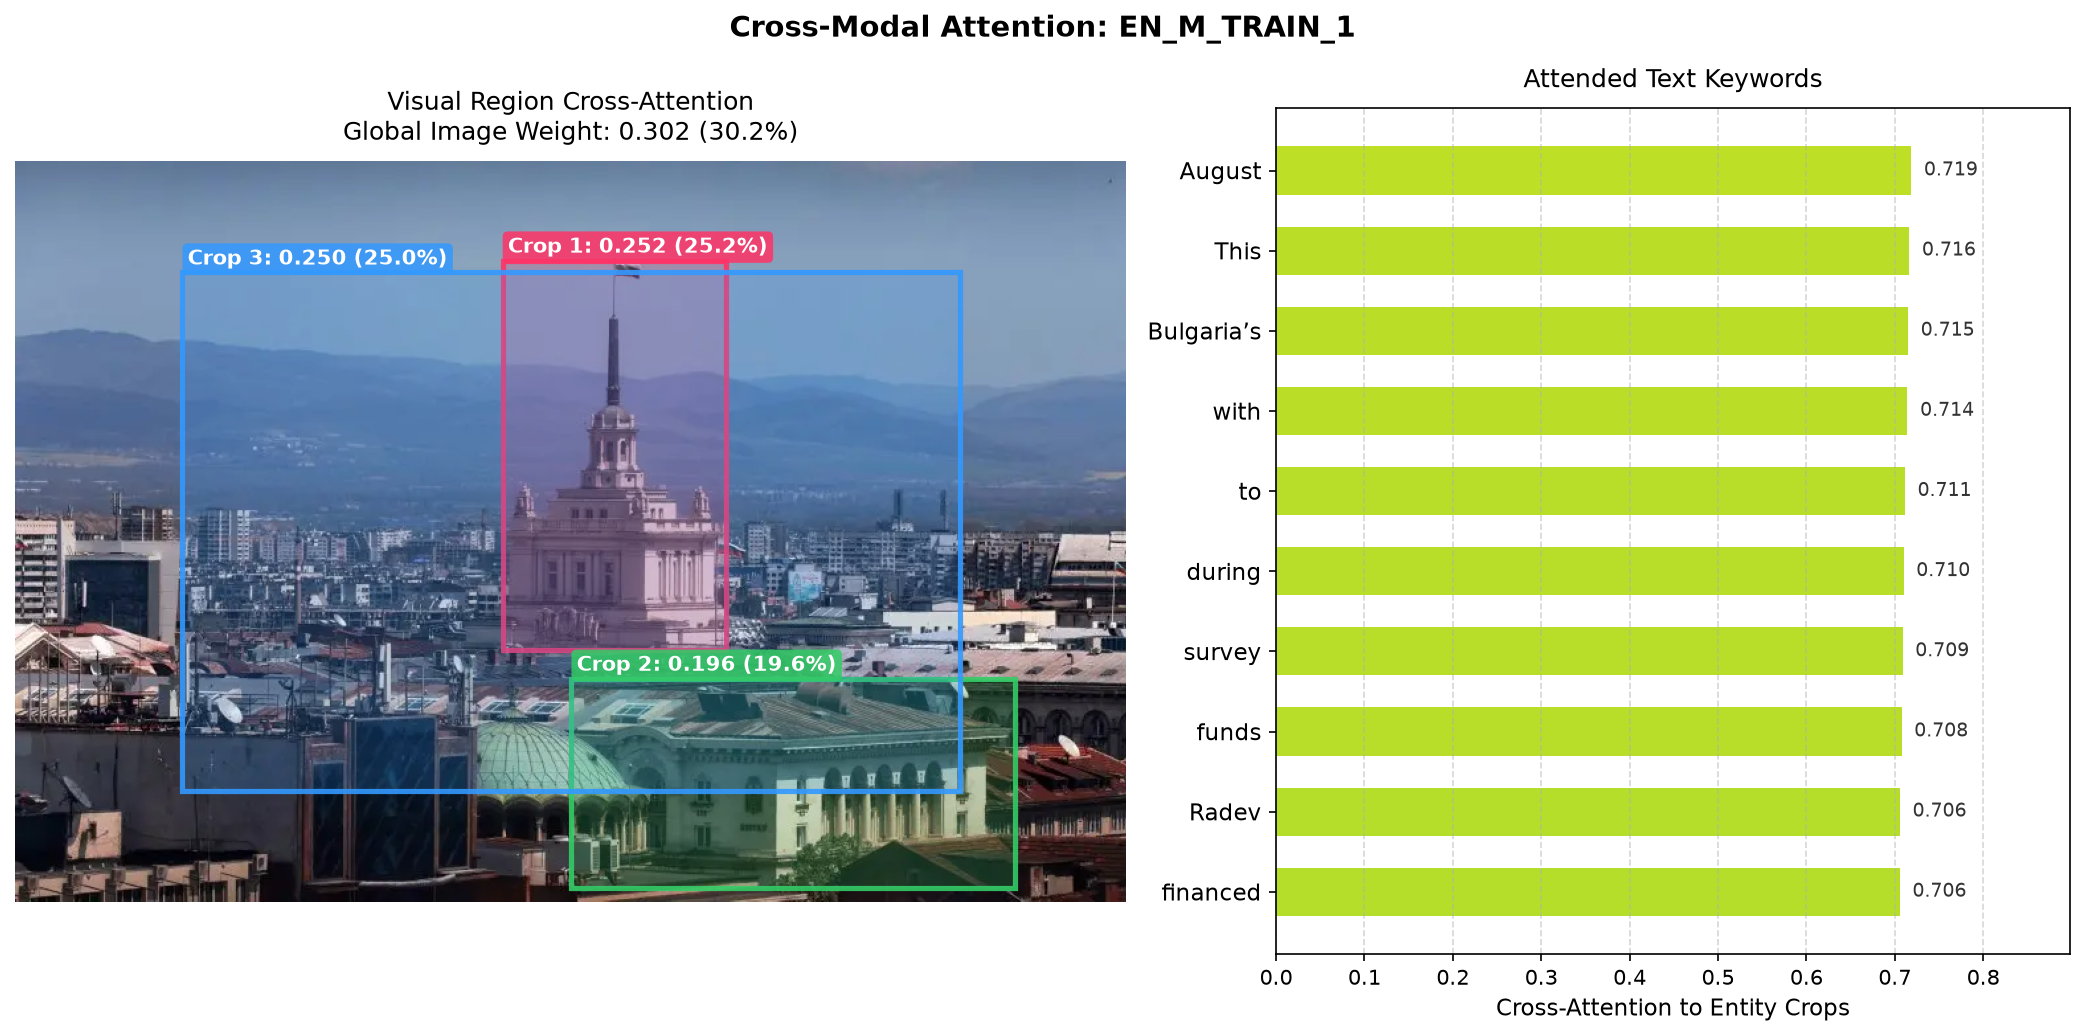 Cross-Modal Attention: EN_M_TRAIN_1
Visual Region Cross-Attention
Global Image Weight: 0.302 (30.2%)
Crop 3: 0.250 (25.0%)
Crop 1: 0.252 (25.2%)
Crop 2: 0.196 (19.6%)
Attended Text Keywords
August 0.719
This 0.716
Bulgaria’s 0.715
with 0.714
to 0.711
during 0.710
survey 0.709
funds 0.708
Radev 0.706
financed 0.706
0.0 0.1 0.2 0.3 0.4 0.5 0.6 0.7 0.8
Cross-Attention to Entity Crops